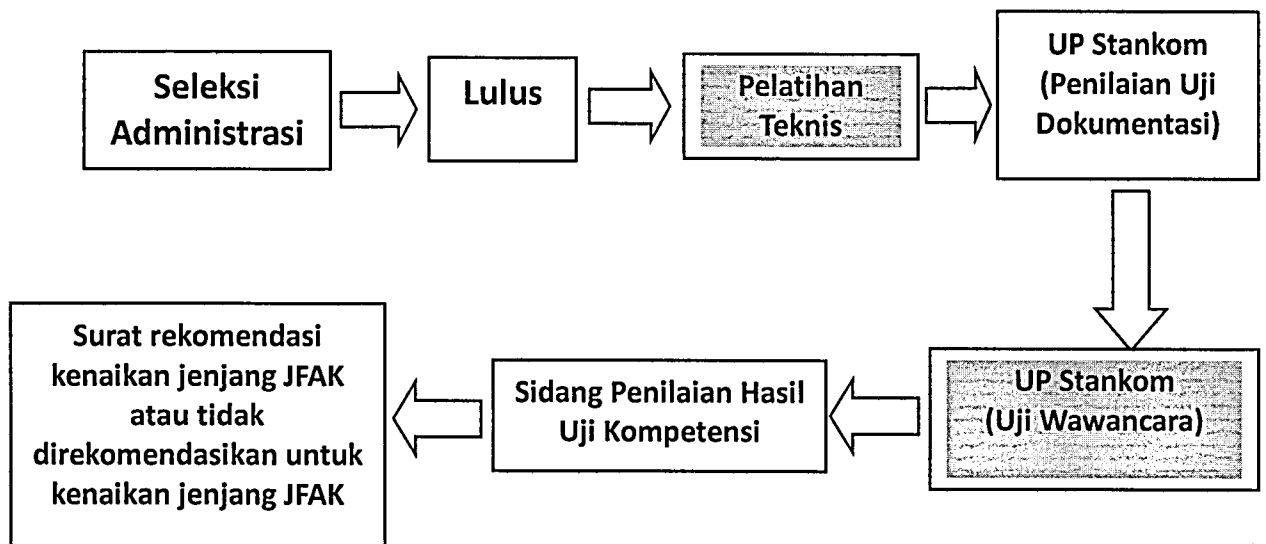 Seleksi
Administrasi
Lulus
Pelatihan
Teknis
UP Stankom
(Penilaian Uji
Dokumentasi)
UP Stankom
(Uji Wawancara)
Sidang Penilaian Hasil
Uji Kompetensi
Surat rekomendasi
kenaikan jenjang JFAK
atau tidak
direkomendasikan untuk
kenaikan jenjang JFAK